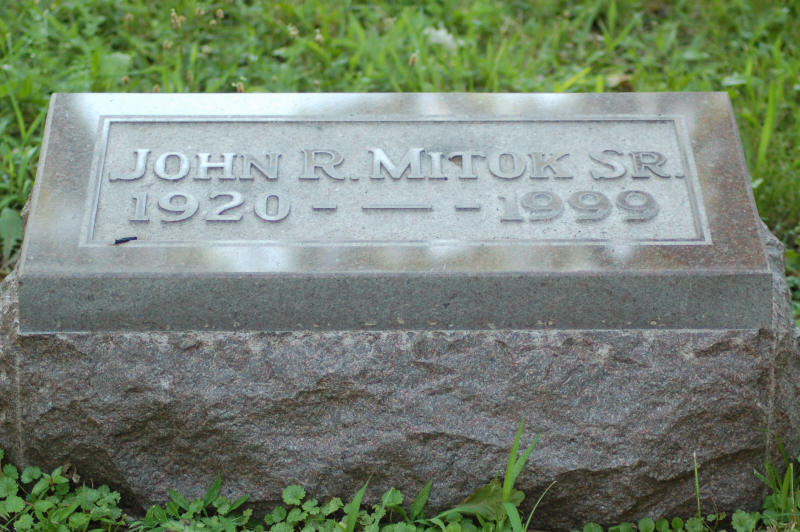 JOHN R. MITOK SR.
1920 - — - 1999